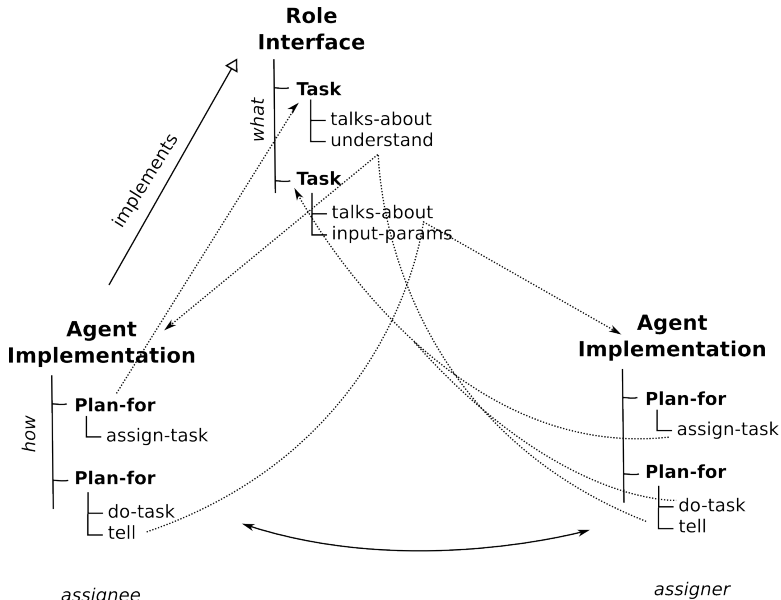 Role
Interface
what
Task
talks-about
understand
Task
talks-about
input-params
implements
Agent
Implementation
how
Plan-for
assign-task
Plan-for
do-task
tell
assignee
Agent
Implementation
Plan-for
assign-task
Plan-for
do-task
tell
assigner